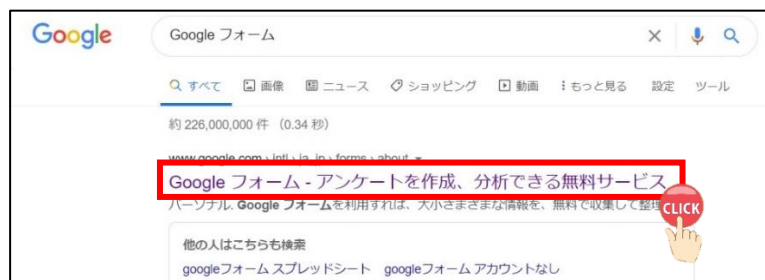 Google Google フォーム
すべて 画像 ニュース ショッピング 動画 もっと見る 設定 ツール
約 226,000,000 件 (0.34 秒)
www.google.com › intl › ja_jp › forms › about
Google フォーム - アンケートを作成、分析できる無料サービス
パーソナル. Google フォームを利用すれば、大小さまざまな情報を、無料で収集して整理
CLICK
他の人はこちらも検索
googleフォーム スプレッドシート googleフォーム アカウントなし